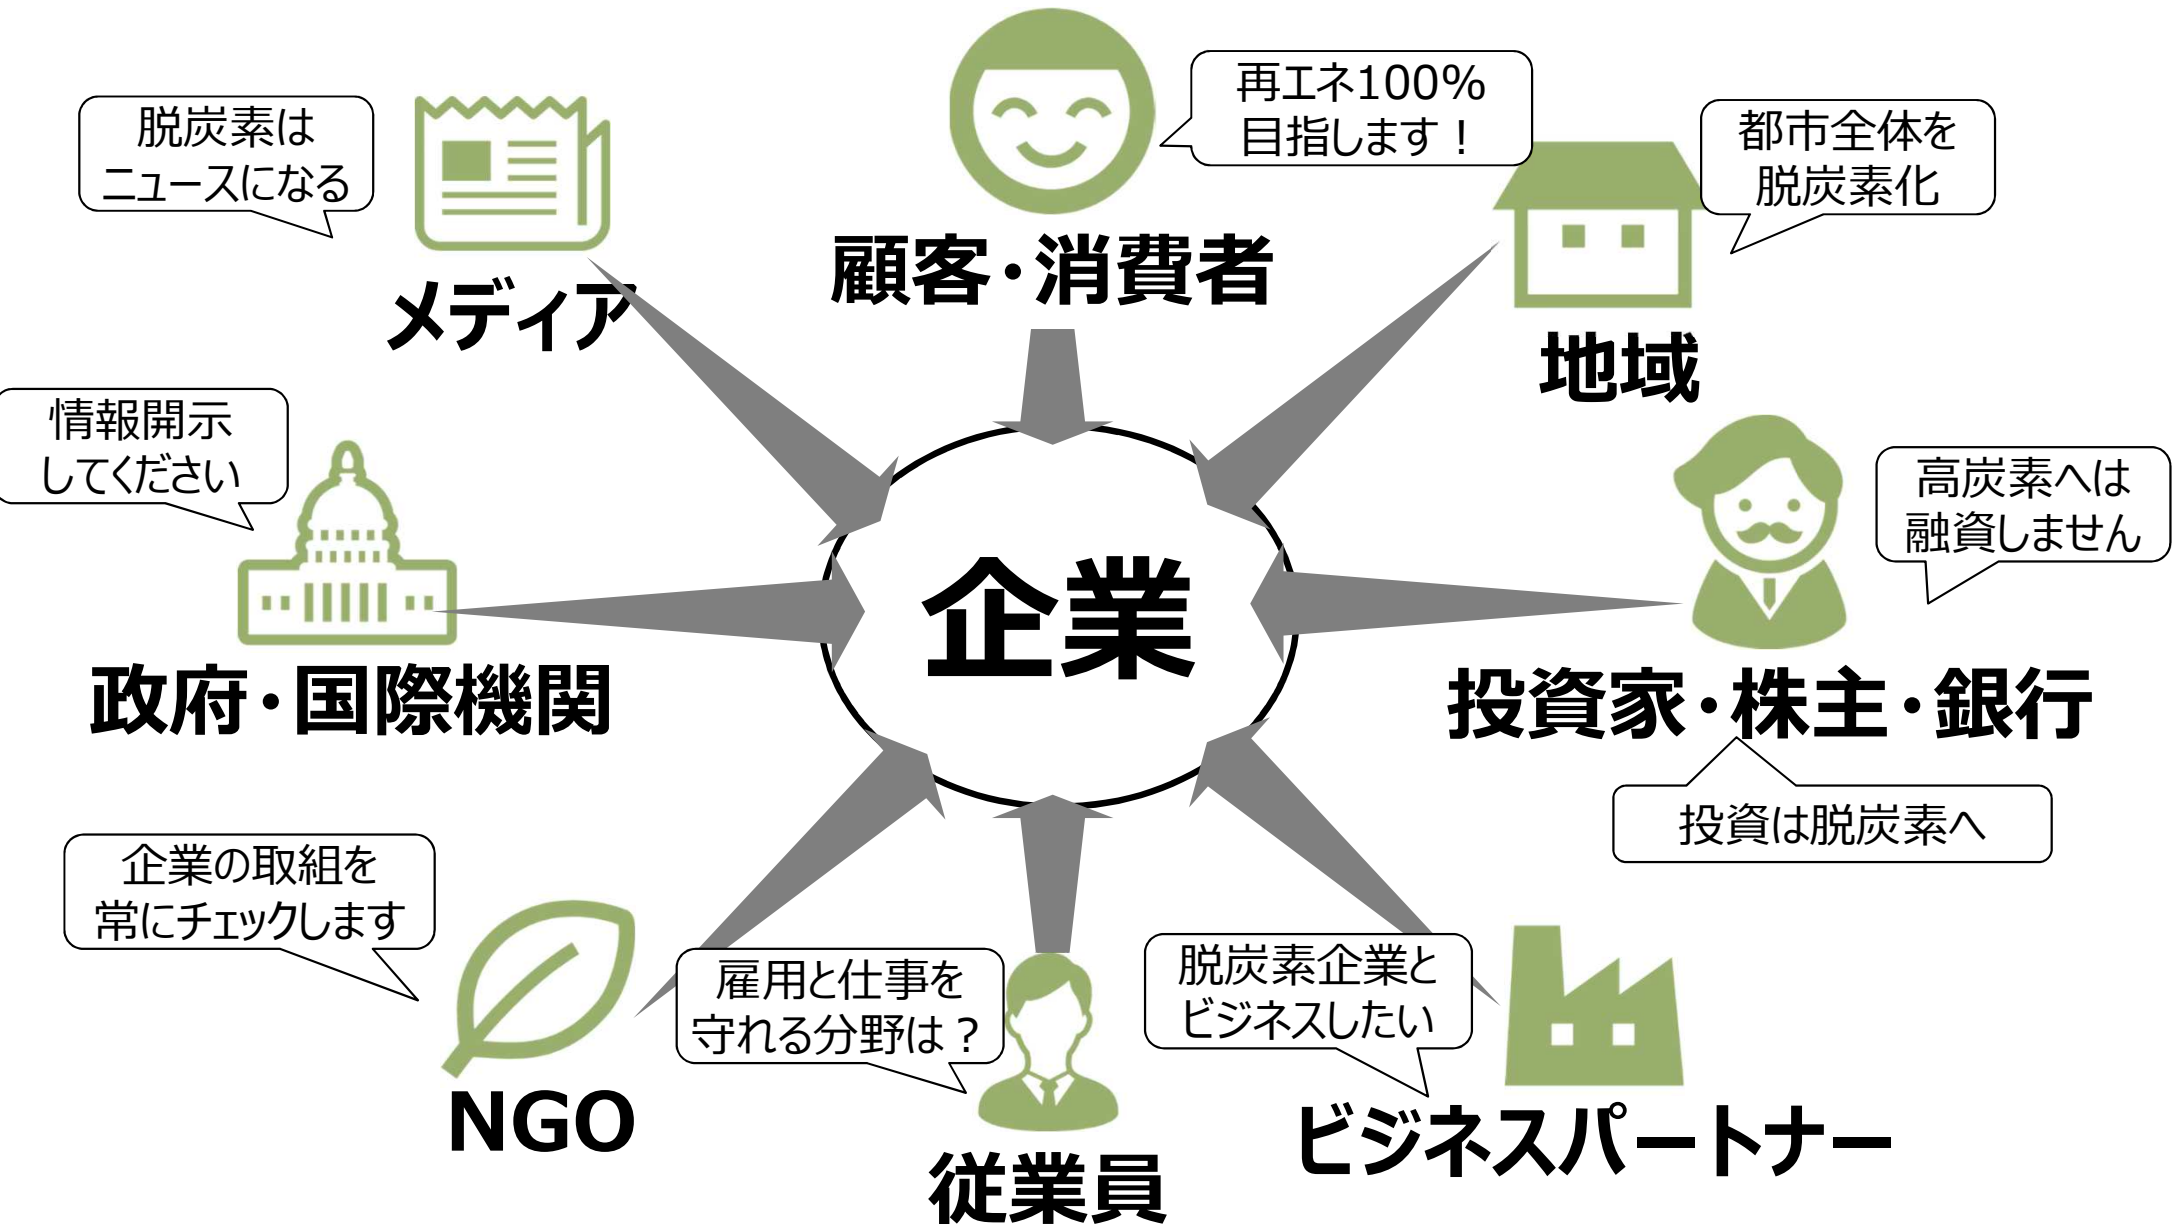 再エネ100%
目指します！
脱炭素は
ニュースになる
都市全体を
脱炭素化
顧客・消費者
メディア
地域
情報開示
してください
高炭素へは
融資しません
企業
政府・国際機関
投資家・株主・銀行
投資は脱炭素へ
企業の取組を
常にチェックします
雇用と仕事を
守れる分野は？
脱炭素企業と
ビジネスしたい
NGO
ビジネスパートナー
従業員